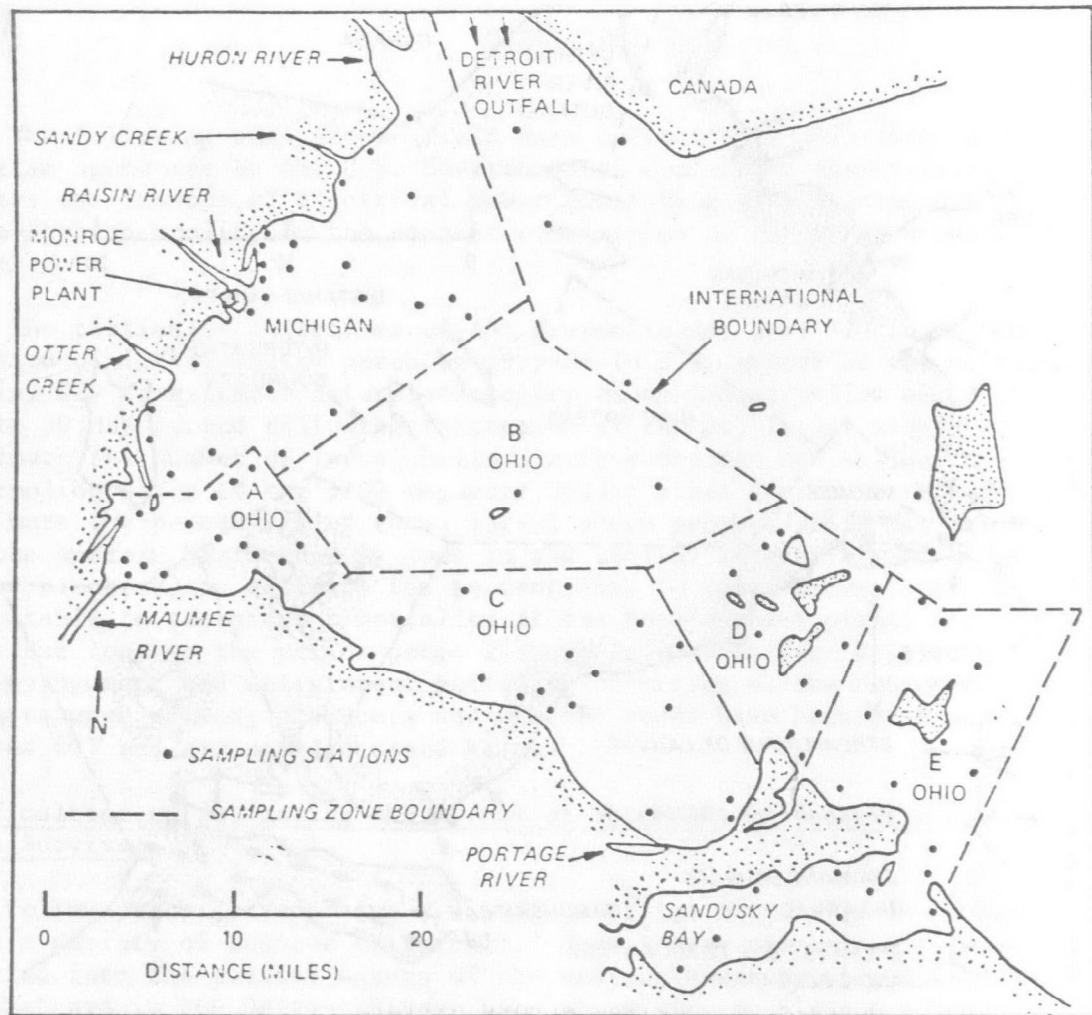 HURON RIVER
DETROIT
RIVER
OUTFALL
CANADA
SANDY CREEK
RAISIN RIVER
MONROE
POWER
PLANT
MICHIGAN
INTERNATIONAL
BOUNDARY
OTTER
CREEK
B
OHIO
A
OHIO
C
OHIO
D
OHIO
MAUMEE
RIVER
N
E
OHIO
• SAMPLING STATIONS
--- SAMPLING ZONE BOUNDARY
PORTAGE
RIVER
SANDUSKY
BAY
0 10 20
DISTANCE (MILES)